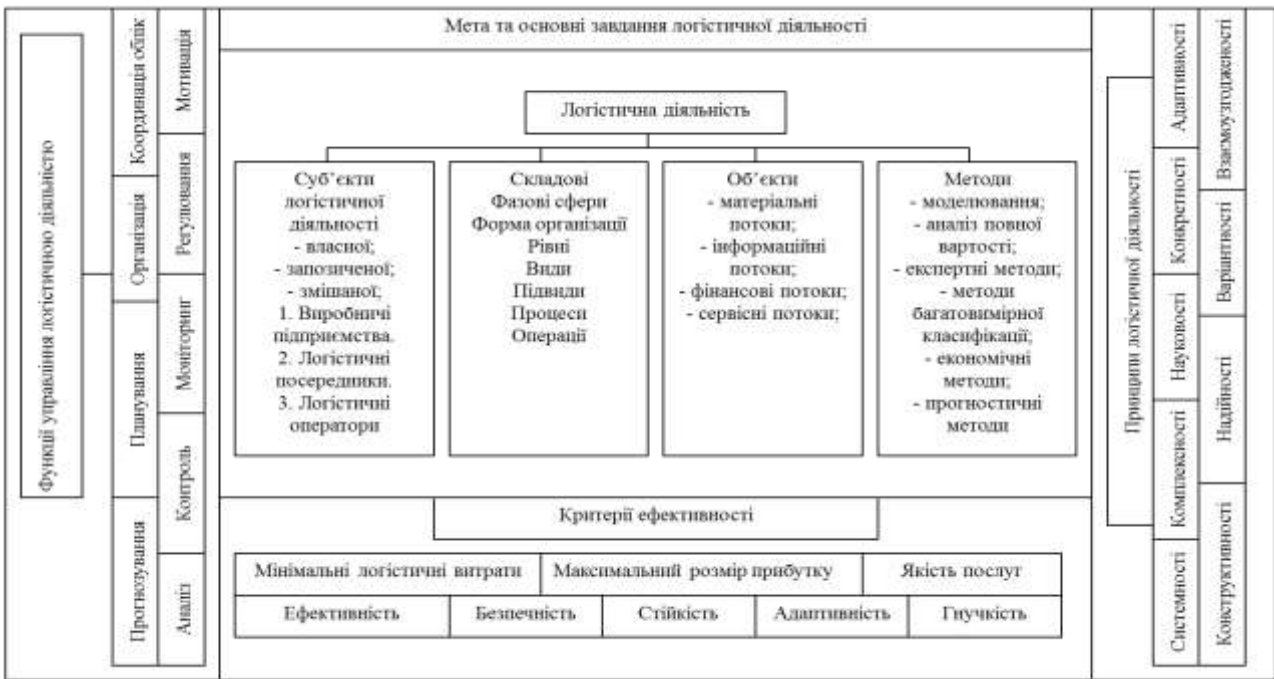 Функції управління логістичною діяльністю
Координація облік
Організація
Планування
Прогнозування
Мотивація
Регулювання
Моніторинг
Контроль
Аналіз
Мета та основні завдання логістичної діяльності
Логістична діяльність
Суб’єкти
логістичної
діяльності
- власної;
- запозиченої;
- змішаної;
1. Виробничі
підприємства.
2. Логістичні
посередники.
3. Логістичні
оператори
Складові
Фазові сфери
Форма організації
Рівні
Види
Підвиди
Процеси
Операції
Об’єкти
- матеріальні
потоки;
- інформаційні
потоки;
- фінансові потоки;
- сервісні потоки;
Методи
- моделювання;
- аналіз повної
вартості;
- експертні методи;
- методи
багатовимірної
класифікації;
- економічні
методи;
- прогностичні
методи
Критерії ефективності
Мінімальні логістичні витрати
Максимальний розмір прибутку
Якість послуг
Ефективність
Безпечність
Стійкість
Адаптивність
Гнучкість
Принципи логістичної діяльності
Адаптивності
Конкретності
Науковості
Комплексності
Системності
Взаємоузгодженості
Варіантності
Надійності
Конструктивності